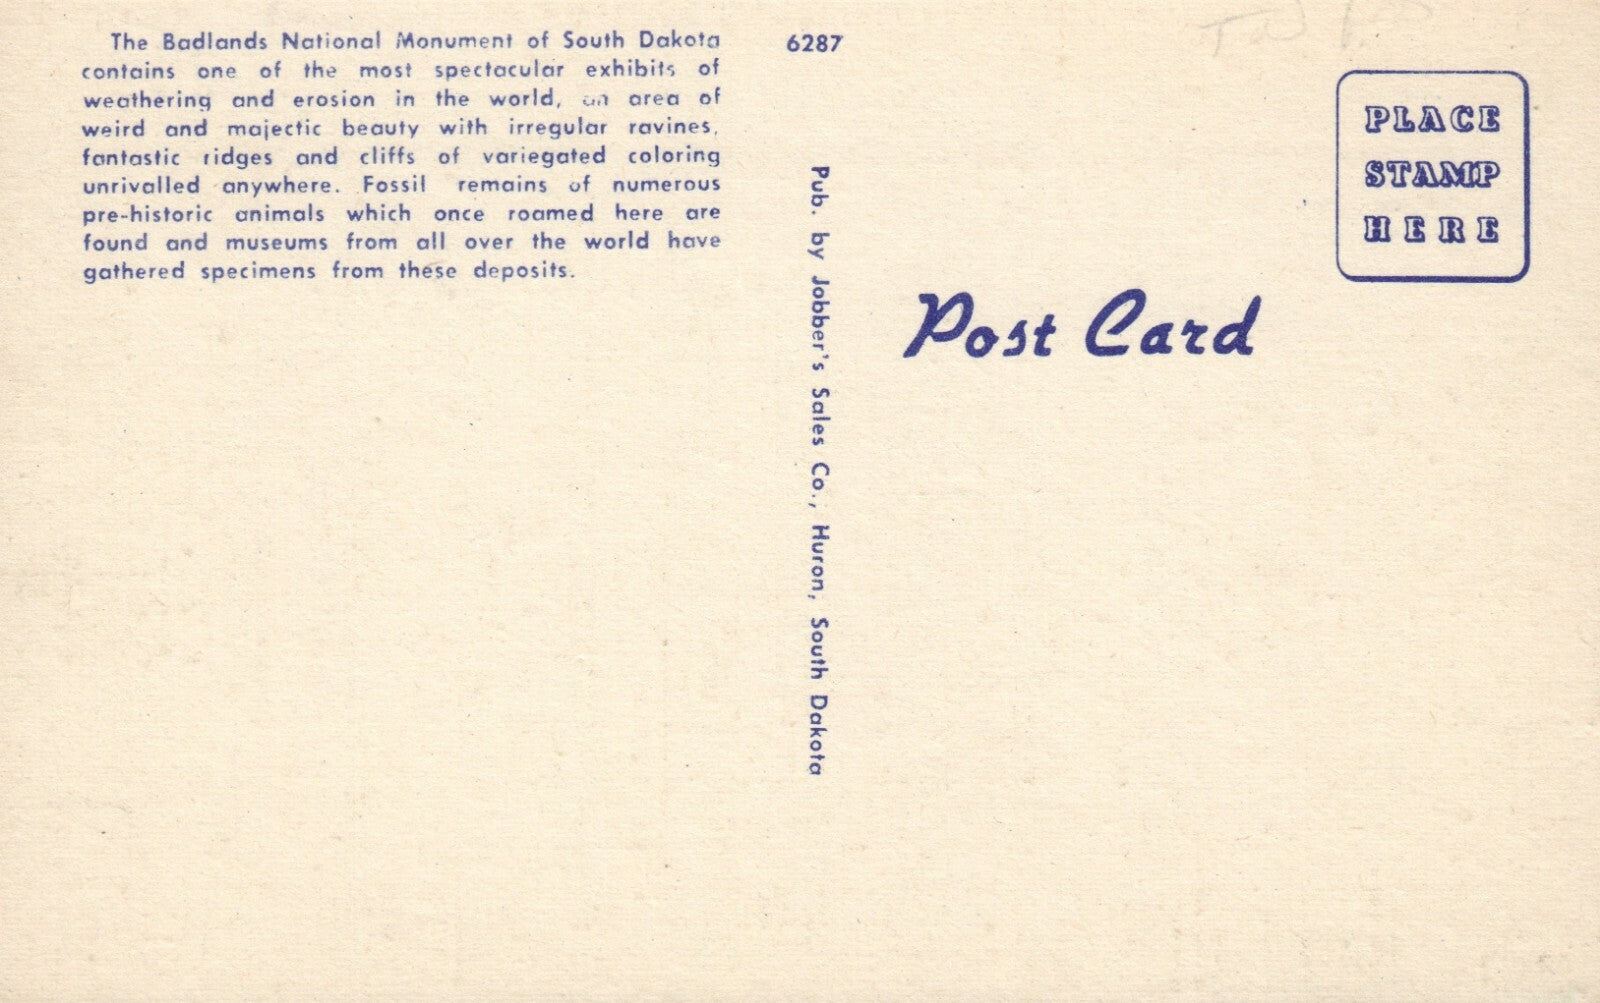 The Badlands National Monument of South Dakota
contains one of the most spectacular exhibits of
weathering and erosion in the world, an area of
weird and majectic beauty with irregular ravines,
fantastic ridges and cliffs of variegated coloring
unrivalled anywhere. Fossil remains of numerous
pre-historic animals which once roamed here are
found and museums from all over the world have
gathered specimens from these deposits.
6287
Pub. by Jobber's Sales Co., Huron, South Dakota
PLACE
STAMP
HERE
Post Card